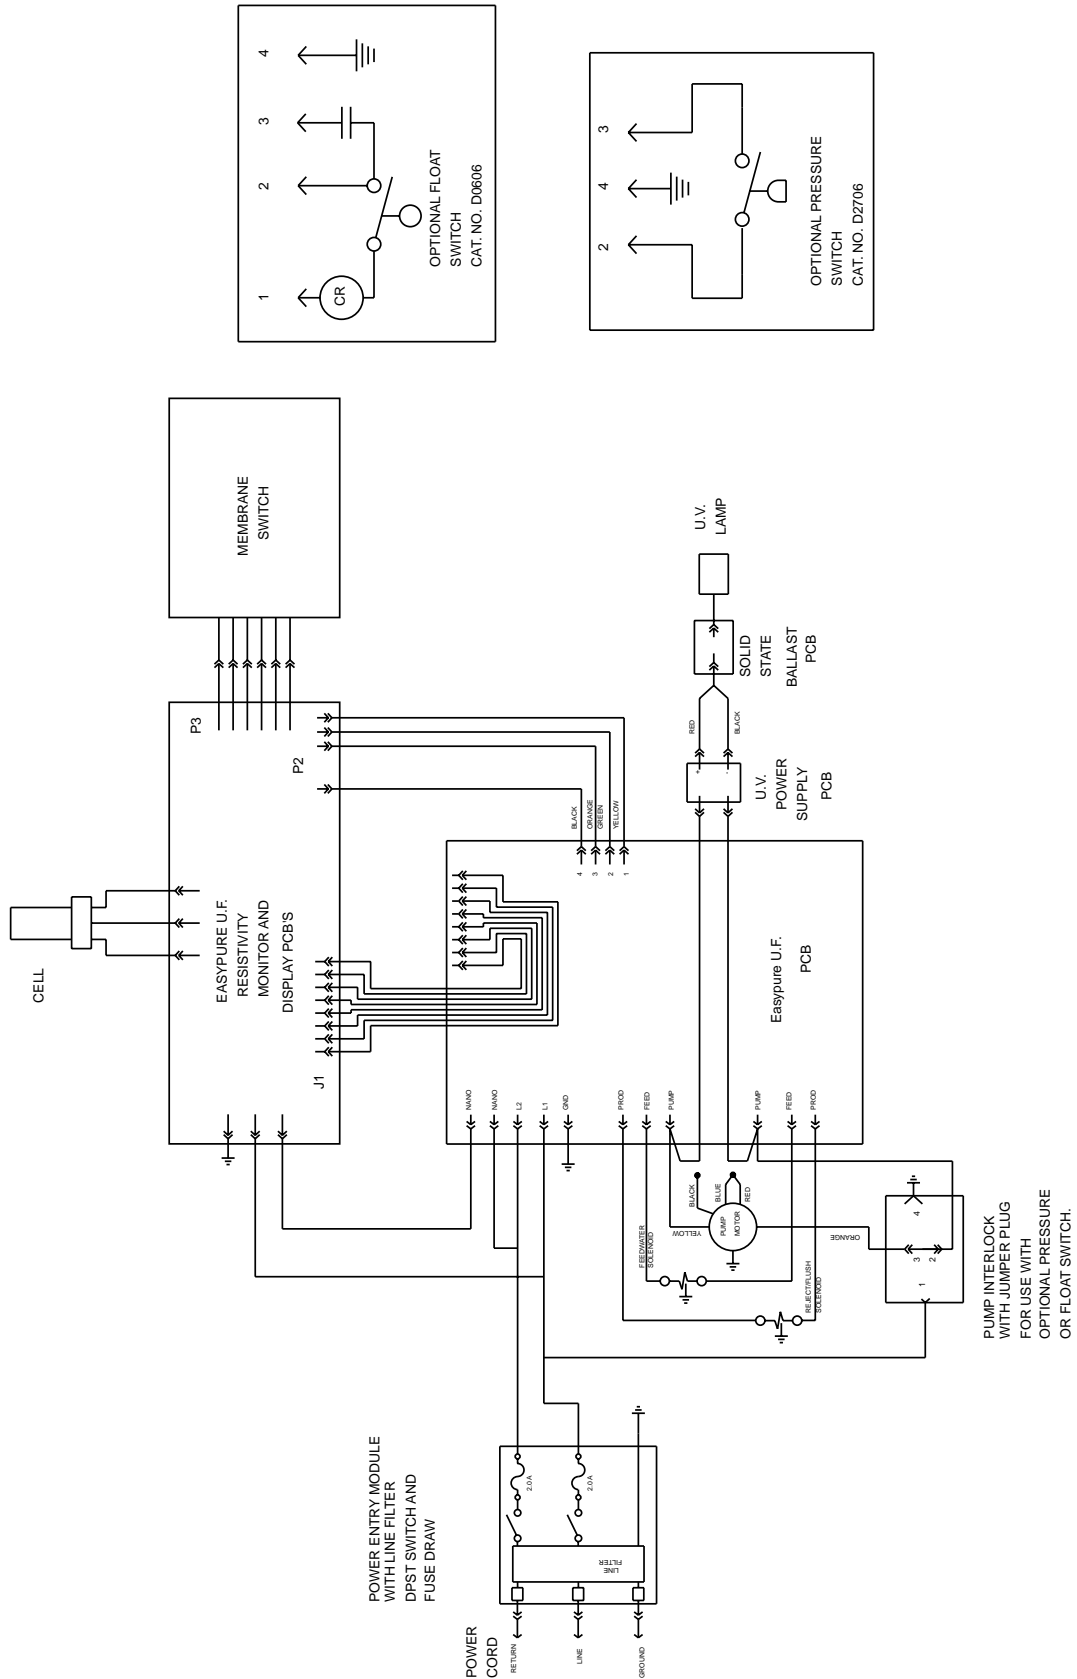 CELL
EASYPURE U.F.
RESISTIVITY
MONITOR AND
DISPLAY PCB'S
P3
P2
J1
MEMBRANE
SWITCH
1
2
3
4
CR
OPTIONAL FLOAT
SWITCH
CAT. NO. D0606
2
4
3
OPTIONAL PRESSURE
SWITCH
CAT. NO. D2706
POWER ENTRY MODULE
WITH LINE FILTER
DPST SWITCH AND
FUSE DRAW
POWER
CORD
RETURN
LINE
GROUND
LINE
FILTER
2.0 A
2.0 A
NANO
NANO
L2
L1
GND
PROD
FEED
PUMP
PUMP
FEED
PROD
Easypure U.F.
PCB
4
3
2
1
BLACK
ORANGE
GREEN
YELLOW
U.V.
POWER
SUPPLY
PCB
+
-
RED
BLACK
SOLID
STATE
BALLAST
PCB
U.V.
LAMP
FEEDWATER
SOLENOID
REJECT/FLUSH
SOLENOID
YELLOW
BLACK
BLUE
RED
PUMP
MOTOR
ORANGE
1
3
2
4
PUMP INTERLOCK
WITH JUMPER PLUG
FOR USE WITH
OPTIONAL PRESSURE
OR FLOAT SWITCH.